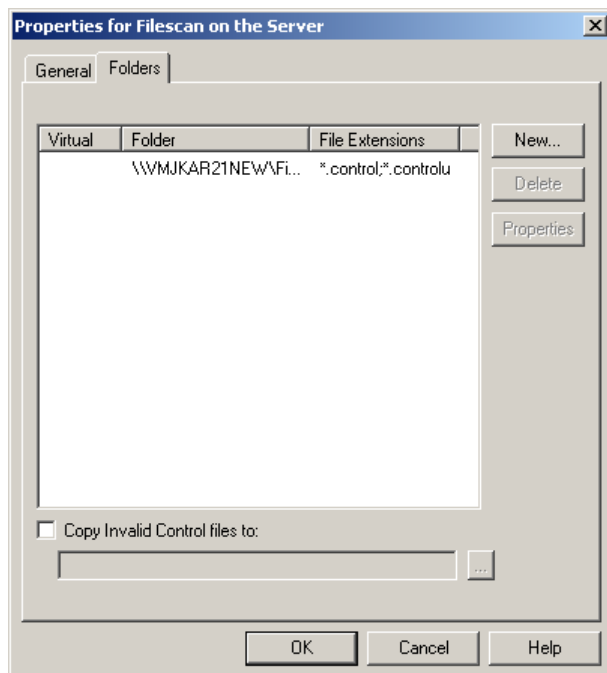 Properties for Filescan on the Server
General Folders
Virtual Folder File Extensions New...
\\VMJKAR21NEW\Fi... *.control;*.controlu
Delete
Properties
Copy Invalid Control files to:
...
OK Cancel Help